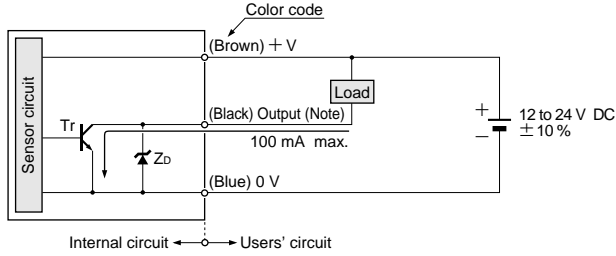 Color code
(Brown) + V
Sensor circuit
Load
(Black) Output (Note)
Tr
100 mA max.
ZD
+
−
12 to 24 V DC
± 10 %
(Blue) 0 V
Internal circuit
Users' circuit